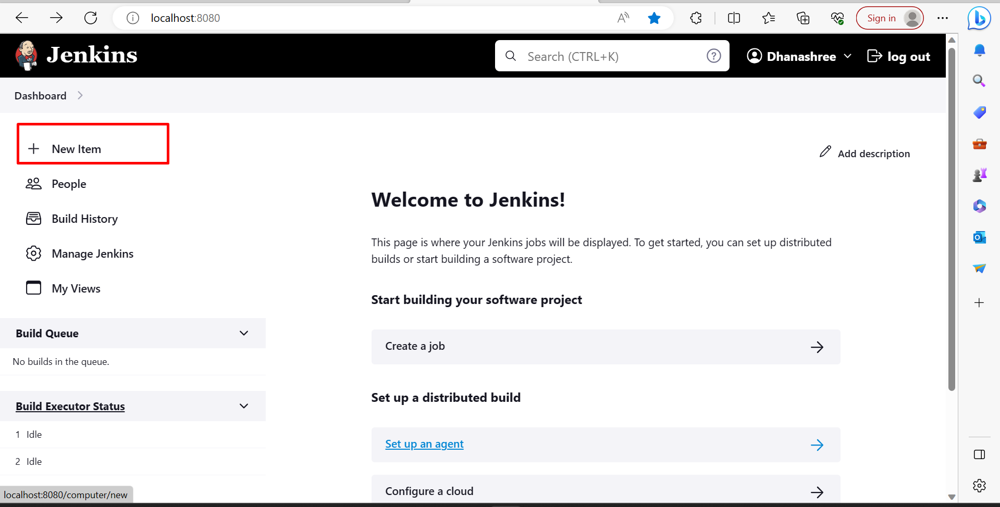 localhost:8080
Sign in
Jenkins
Search (CTRL+K)
Dhanashree
log out
Dashboard
New Item
Add description
People
Build History
Manage Jenkins
My Views
Welcome to Jenkins!
This page is where your Jenkins jobs will be displayed. To get started, you can set up distributed
builds or start building a software project.
Start building your software project
Create a job
Build Queue
No builds in the queue.
Set up a distributed build
Build Executor Status
1 Idle
2 Idle
Set up an agent
Configure a cloud
localhost:8080/computer/new